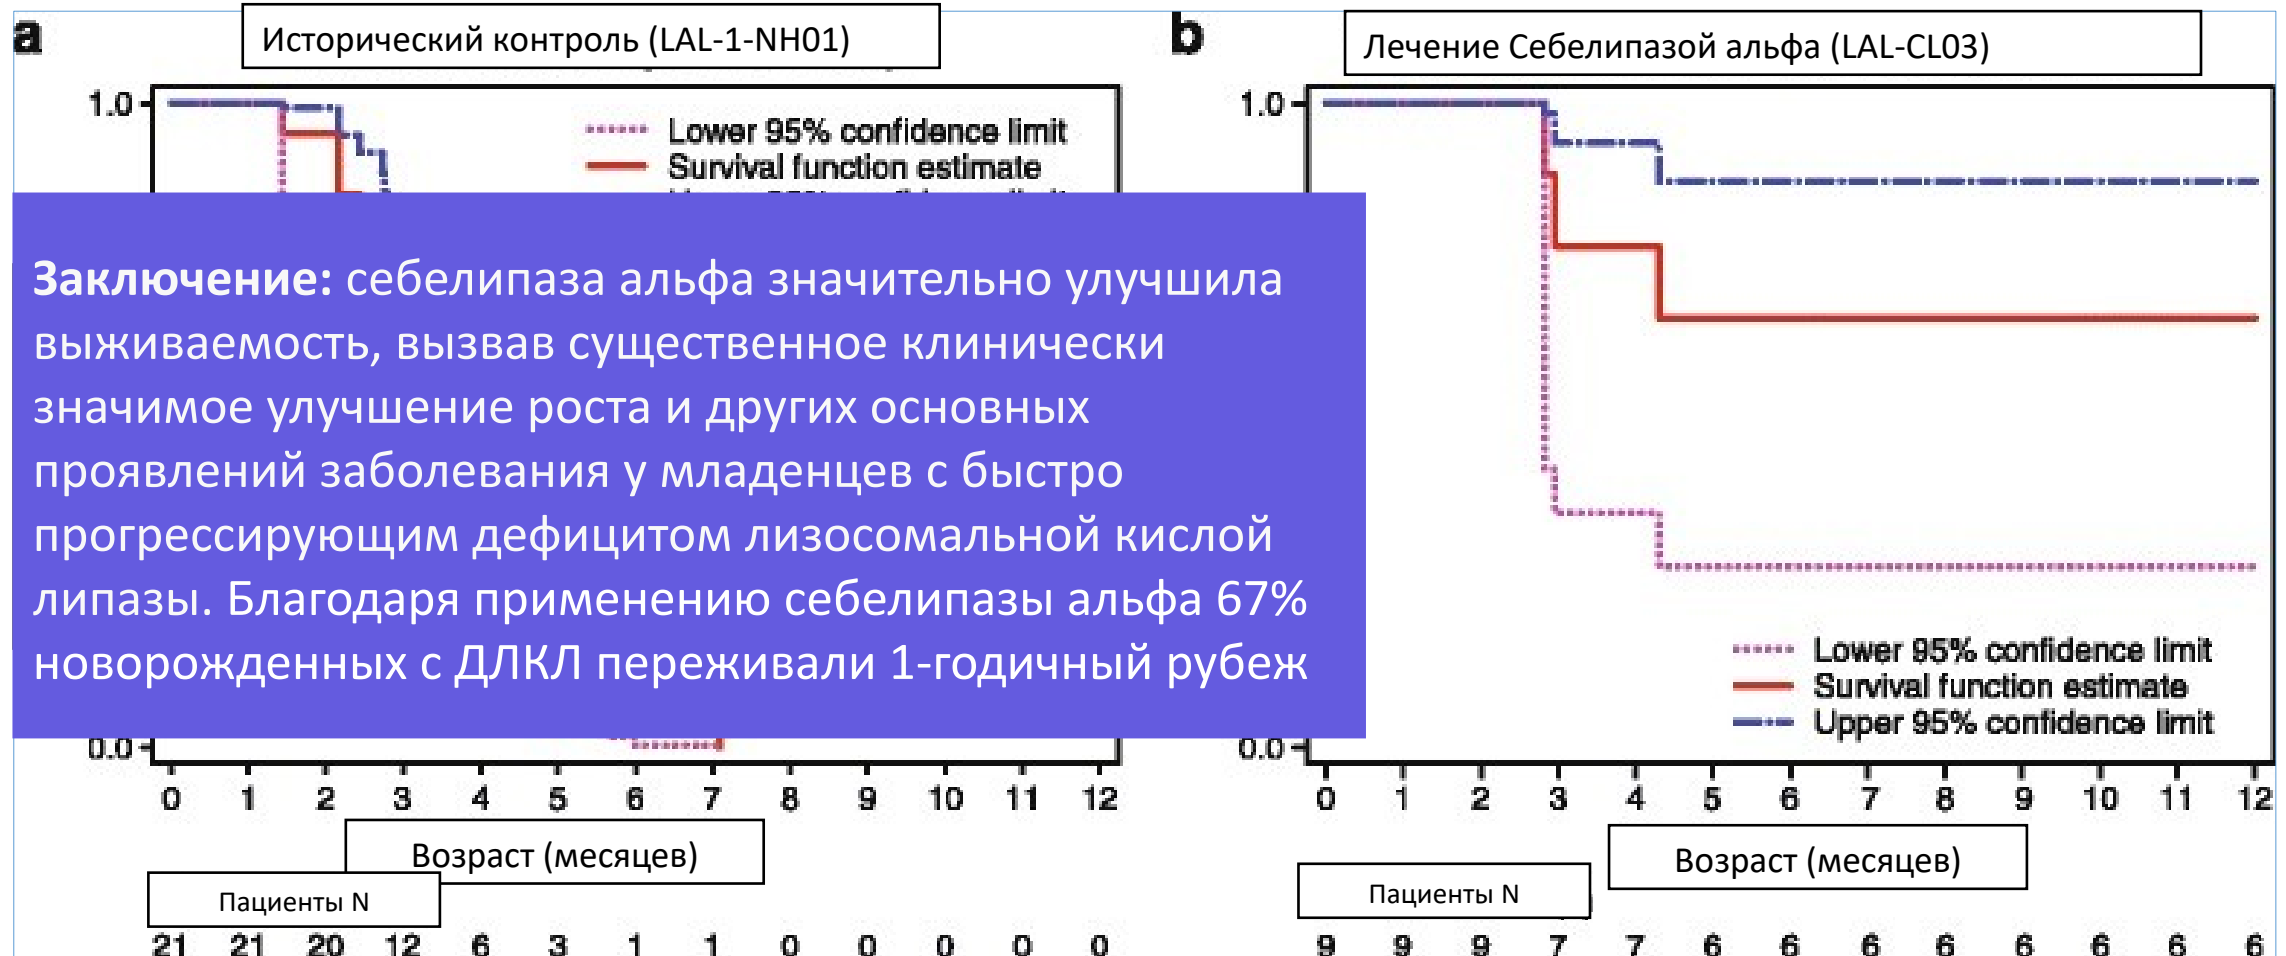 a
Исторический контроль (LAL-1-NH01)
1.0
Lower 95% confidence limit
Survival function estimate
Заключение: себелипаза альфа значительно улучшила
выживаемость, вызвав существенное клинически
значимое улучшение роста и других основных
проявлений заболевания у младенцев с быстро
прогрессирующим дефицитом лизосомальной кислой
липазы. Благодаря применению себелипазы альфа 67%
новорожденных с ДЛКЛ переживали 1-годичный рубеж
0.0
0 1 2 3 4 5 6 7 8 9 10 11 12
Возраст (месяцев)
Пациенты N
21 21 20 12 6 3 1 1 0 0 0 0 0
b
Лечение Себелипазой альфа (LAL-CL03)
1.0
Lower 95% confidence limit
Survival function estimate
Upper 95% confidence limit
0.0
0 1 2 3 4 5 6 7 8 9 10 11 12
Возраст (месяцев)
Пациенты N
9 9 9 7 7 6 6 6 6 6 6 6 6